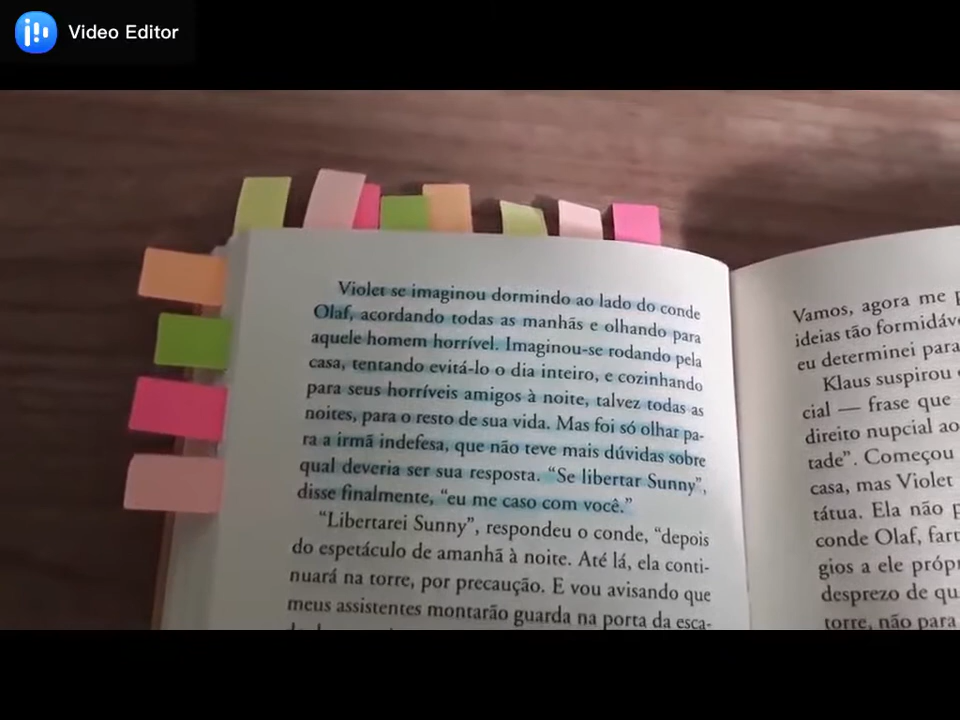 Video Editor
Violet se imaginou dormindo ao lado do conde
Olaf, acordando todas as manhãs e olhando para
aquele homem horrível. Imaginou-se rodando pela
casa, tentando evitá-lo o dia inteiro, e cozinhando
para seus horríveis amigos à noite, talvez todas as
noites, para o resto de sua vida. Mas foi só olhar pa-
ra a irmã indefesa, que não teve mais dúvidas sobre
qual deveria ser sua resposta. “Se libertar Sunny”,
disse finalmente, “eu me caso com você.”
“Libertarei Sunny”, respondeu o conde, “depois
do espetáculo de amanhã à noite. Até lá, ela conti-
nuará na torre, por precaução. E vou avisando que
meus assistentes montarão guarda na porta da esca-
Vamos, agora me
ideias tão formidáv
eu determinei para
Klaus suspirou
cial — frase que
direito nupcial ao
tade”. Começou
casa, mas Violet
tátua. Ela não
conde Olaf, fart
gios a ele própr
desprezo de qu
torre, não para